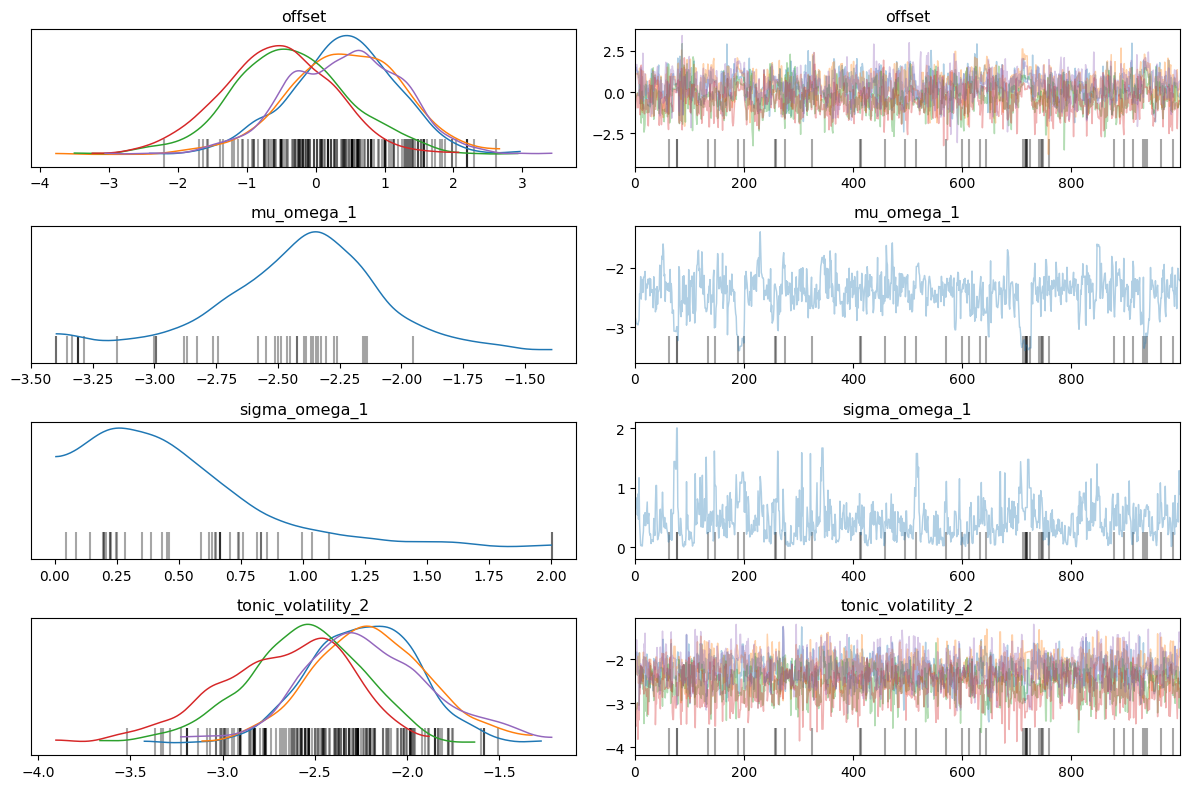 offset
offset
−4 −3 −2 −1 0 1 2 3
2.5
0.0
−2.5
0 200 400 600 800
mu_omega_1
mu_omega_1
−3.50 −3.25 −3.00 −2.75 −2.50 −2.25 −2.00 −1.75 −1.50
−2
−3
0 200 400 600 800
sigma_omega_1
sigma_omega_1
0.00 0.25 0.50 0.75 1.00 1.25 1.50 1.75 2.00
2
1
0
0 200 400 600 800
tonic_volatility_2
tonic_volatility_2
−4.0 −3.5 −3.0 −2.5 −2.0 −1.5
−2
−3
−4
0 200 400 600 800